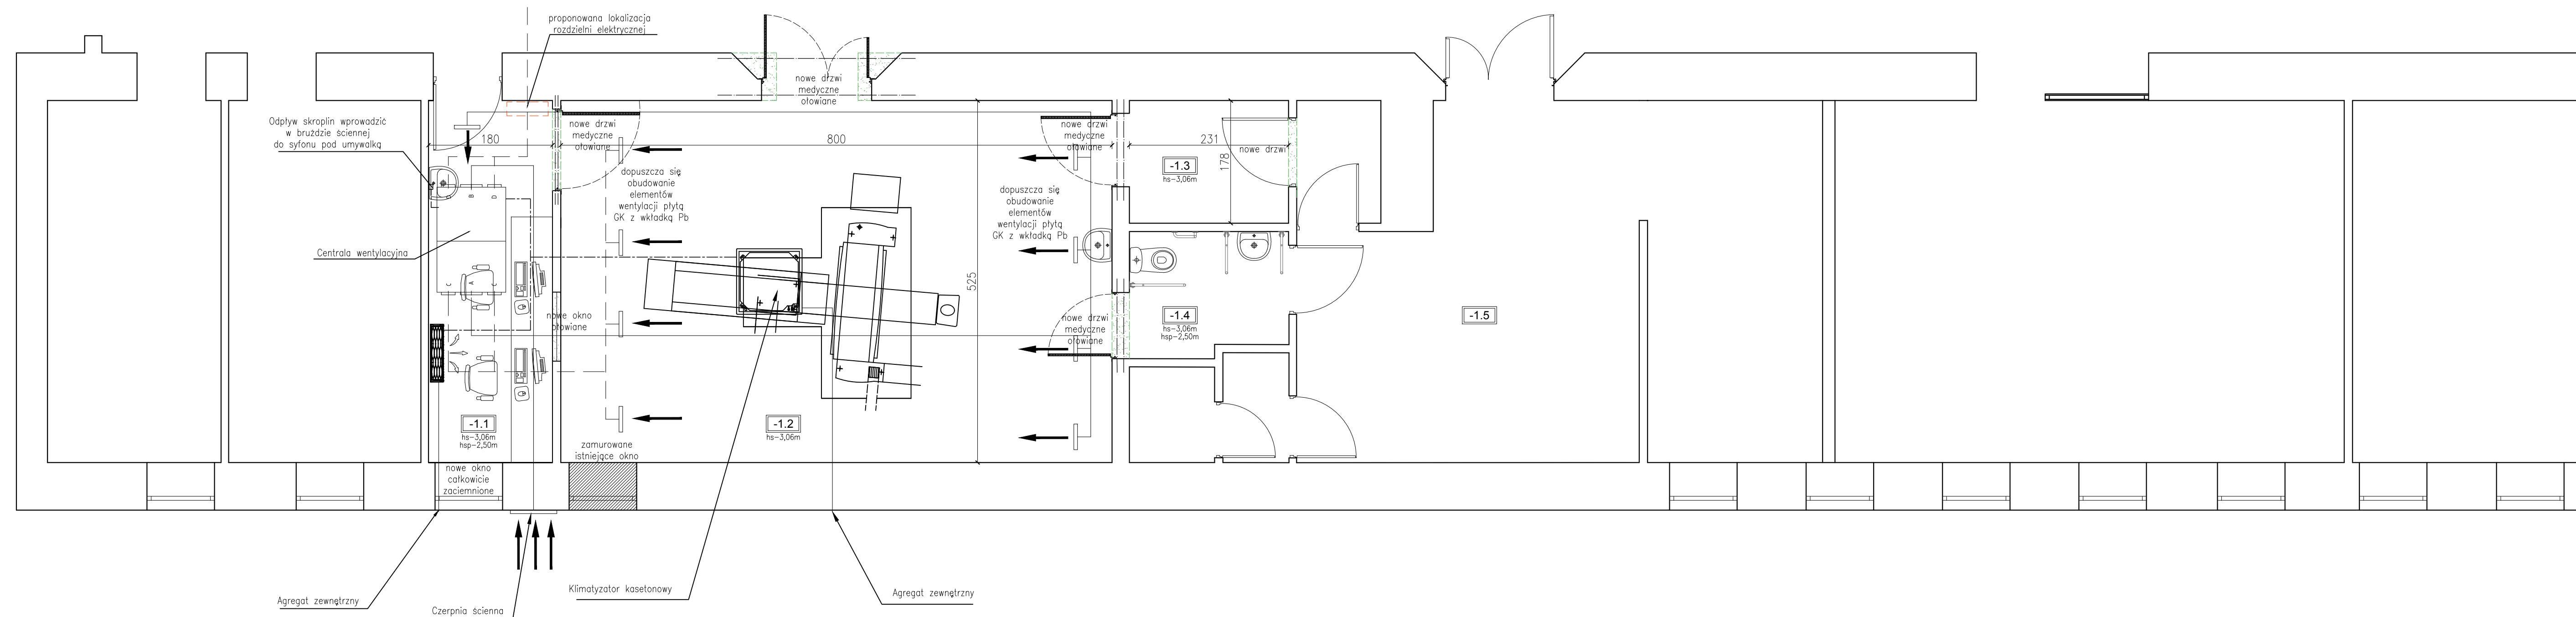 proponowana lokalizacja
rozdzielni elektrycznej
nowe drzwi
medyczne
ołowiane
Odpływ skroplin wprowadzić
w bruździe ściennej
do syfonu pod umywalką
180
nowe drzwi
medyczne
ołowiane
800
nowe drzwi
medyczne
ołowiane
231
178
nowe drzwi
-1.3
hs-3,06m
dopuszcza się
obudowanie
elementów
wentylacji płytą
GK z wkładką Pb
dopuszcza się
obudowanie
elementów
wentylacji płytą
GK z wkładką Pb
Centrala wentylacyjna
525
nowe okno
ołowiane
nowe drzwi
medyczne
ołowiane
-1.4
hs-3,06m
hsp-2,50m
-1.5
-1.1
hs-3,06m
hsp-2,50m
-1.2
hs-3,06m
zamurowane
istniejące okno
nowe okno
całkowicie
zaciemnione
Agregat zewnętrzny
Czerpnia ścienna
Klimatyzator kasetonowy
Agregat zewnętrzny